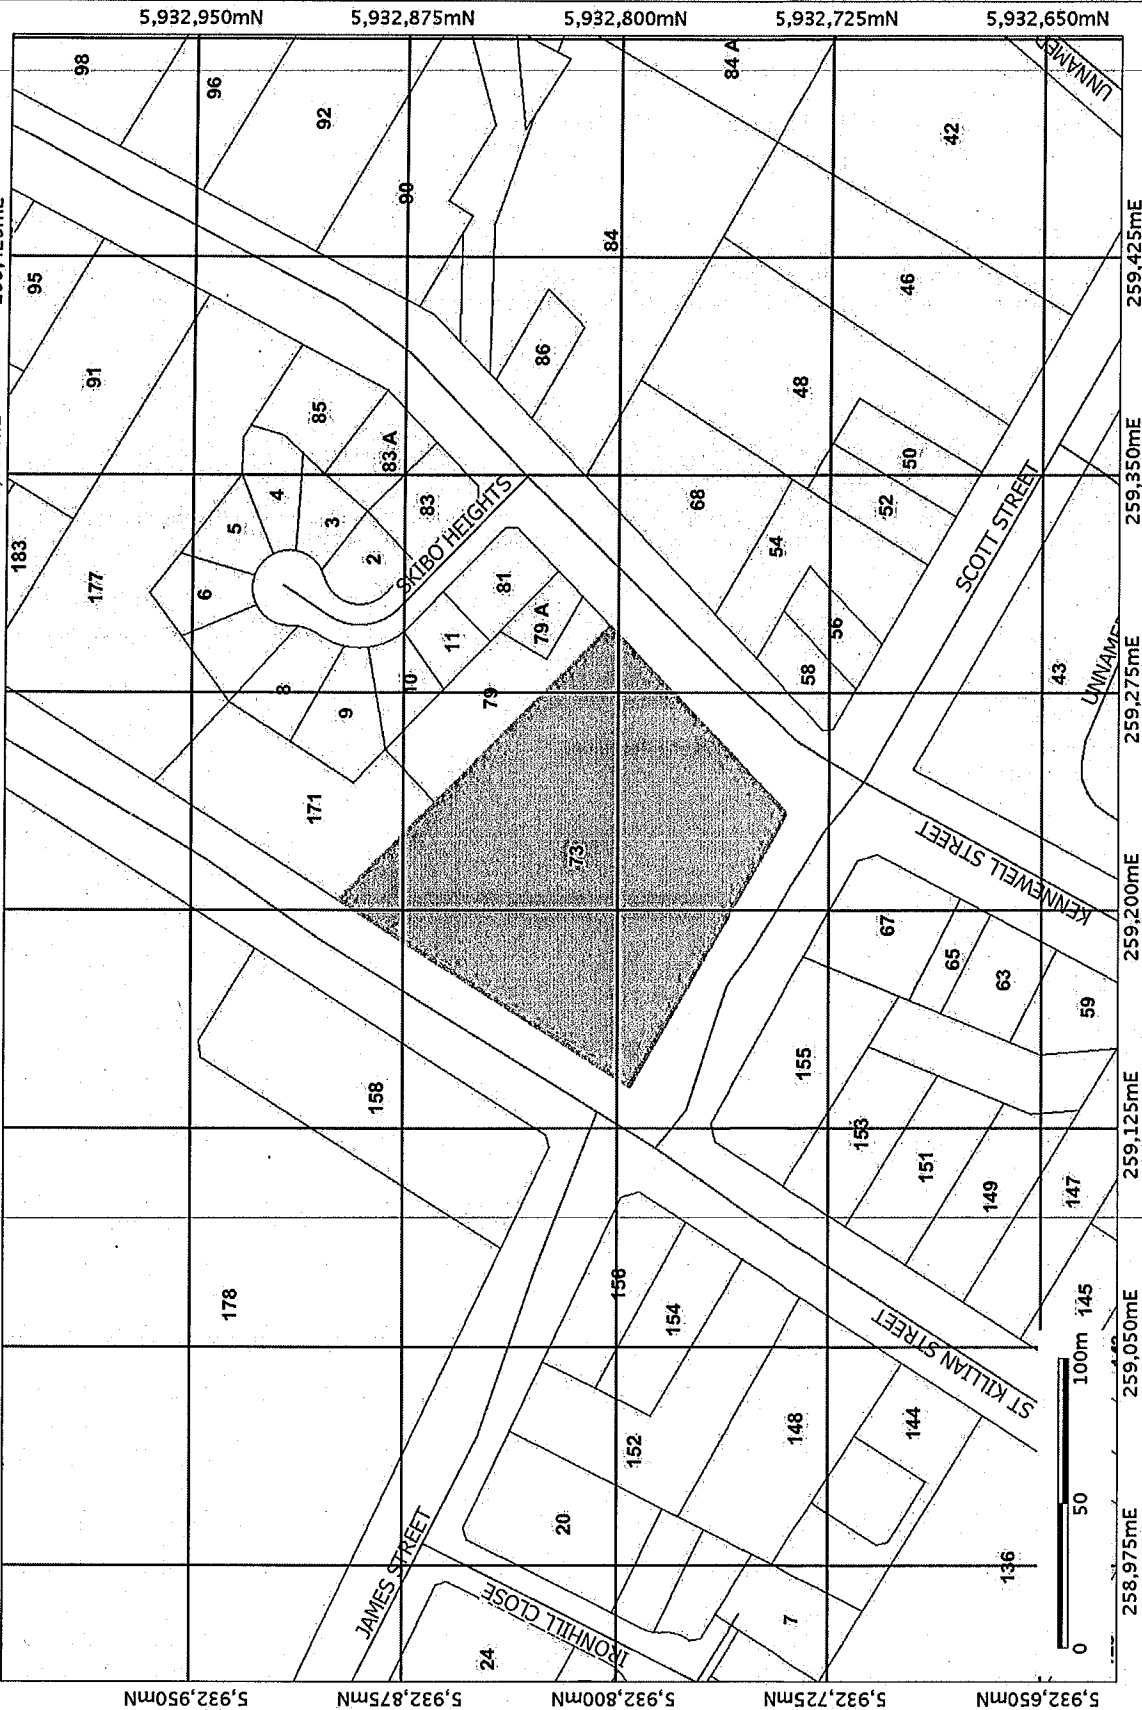 5,932,950mN 5,932,875mN 5,932,800mN 5,932,725mN 5,932,650mN
98
96
92
90
84 A
UNNAMED
42
84
95
91
86
46
259,425mE
85
83 A
48
50
52
183
177
5
4
3
83
2
SKIBO HEIGHTS
68
54
SCOTT STREET
259,350mE
6
81
11
79 A
79
10
8
9
56
58
43
UNNAME
259,275mE
171
73
KENNEWELL STREET
67
65
63
59
259,200mE
158
155
153
151
149
147
259,125mE
178
156
154
145
ST KILLIAN STREET
259,050mE
152
148
144
20
JAMES STREET
IRONHILL CLOSE
24
7
136
0 50 100m
258,975mE
5,932,950mN 5,932,875mN 5,932,800mN 5,932,725mN 5,932,650mN